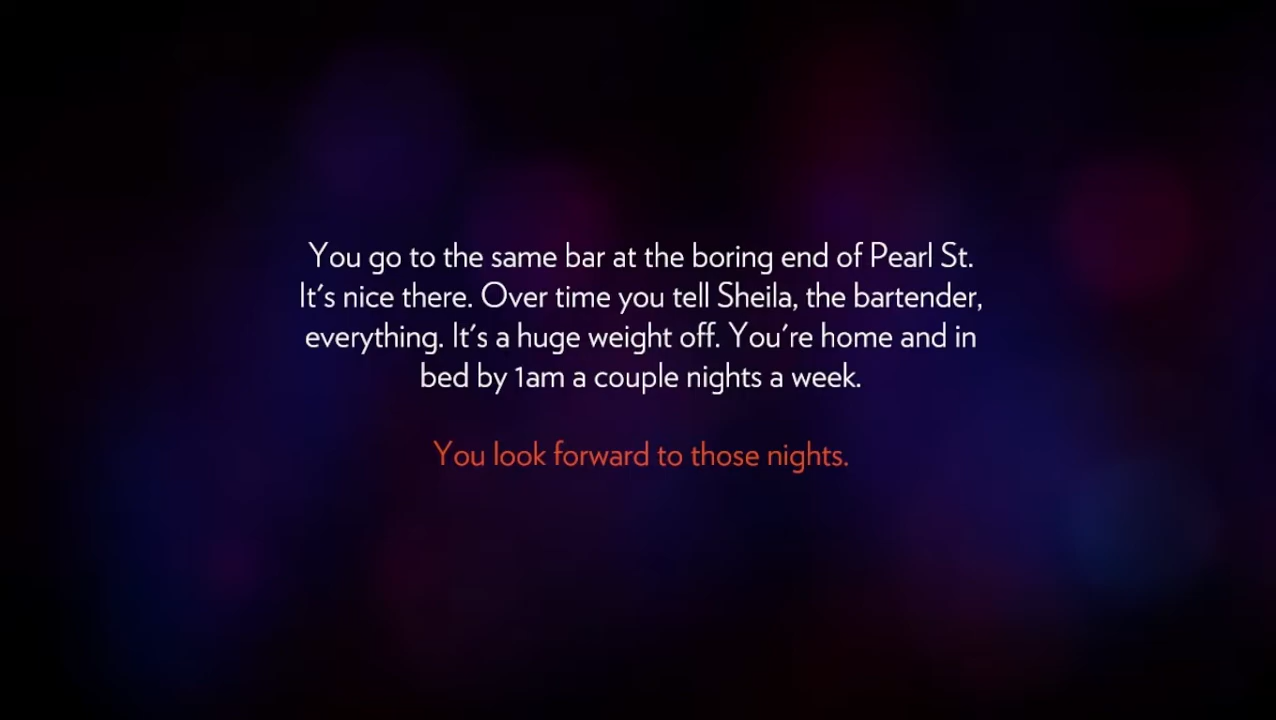 You go to the same bar at the boring end of Pearl St.
It's nice there. Over time you tell Sheila, the bartender,
everything. It's a huge weight off. You're home and in
bed by 1am a couple nights a week.
You look forward to those nights.